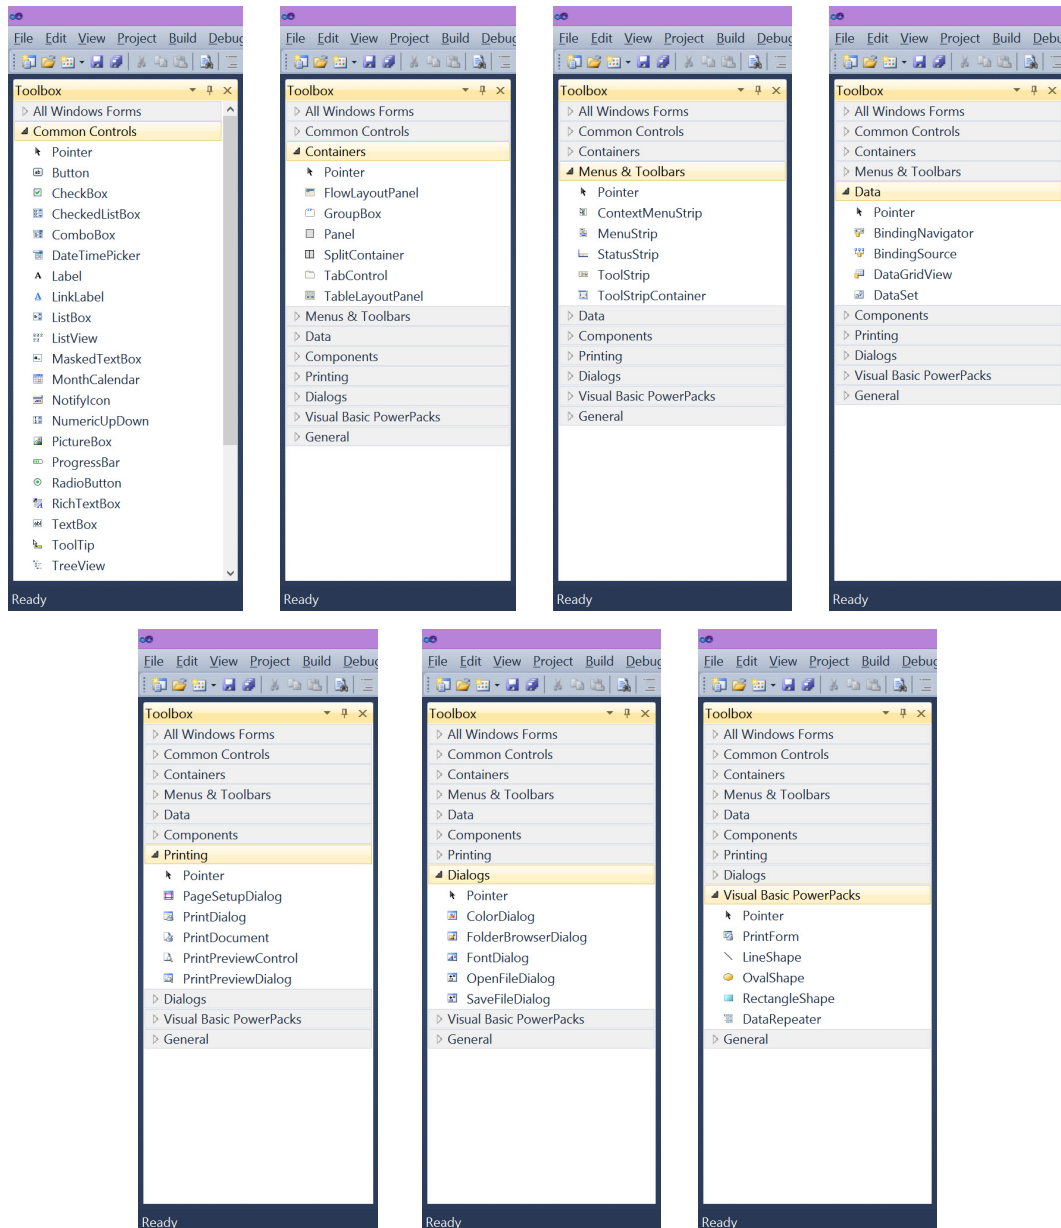 File Edit View Project Build Debug
Toolbox
All Windows Forms
Common Controls
Pointer
Button
CheckBox
CheckedListBox
ComboBox
DateTimePicker
Label
LinkLabel
ListBox
ListView
MaskedTextBox
MonthCalendar
NotifyIcon
NumericUpDown
PictureBox
ProgressBar
RadioButton
RichTextBox
TextBox
ToolTip
TreeView
Ready
File Edit View Project Build Debug
Toolbox
All Windows Forms
Common Controls
Containers
Pointer
FlowLayoutPanel
GroupBox
Panel
SplitContainer
TabControl
TableLayoutPanel
Menus & Toolbars
Data
Components
Printing
Dialogs
Visual Basic PowerPacks
General
Ready
File Edit View Project Build Debug
Toolbox
All Windows Forms
Common Controls
Containers
Menus & Toolbars
Pointer
ContextMenuStrip
MenuStrip
StatusStrip
ToolStrip
ToolStripContainer
Data
Components
Printing
Dialogs
Visual Basic PowerPacks
General
Ready
File Edit View Project Build Debu
Toolbox
All Windows Forms
Common Controls
Containers
Menus & Toolbars
Data
Pointer
BindingNavigator
BindingSource
DataGridView
DataSet
Components
Printing
Dialogs
Visual Basic PowerPacks
General
Ready
File Edit View Project Build Debug
Toolbox
All Windows Forms
Common Controls
Containers
Menus & Toolbars
Data
Components
Printing
Pointer
PageSetupDialog
PrintDialog
PrintDocument
PrintPreviewControl
PrintPreviewDialog
Dialogs
Visual Basic PowerPacks
General
Ready
File Edit View Project Build Debug
Toolbox
All Windows Forms
Common Controls
Containers
Menus & Toolbars
Data
Components
Printing
Dialogs
Pointer
ColorDialog
FolderBrowserDialog
FontDialog
OpenFileDialog
SaveFileDialog
Visual Basic PowerPacks
General
Ready
File Edit View Project Build Debug
Toolbox
All Windows Forms
Common Controls
Containers
Menus & Toolbars
Data
Components
Printing
Dialogs
Visual Basic PowerPacks
Pointer
PrintForm
LineShape
OvalShape
RectangleShape
DataRepeater
General
Ready